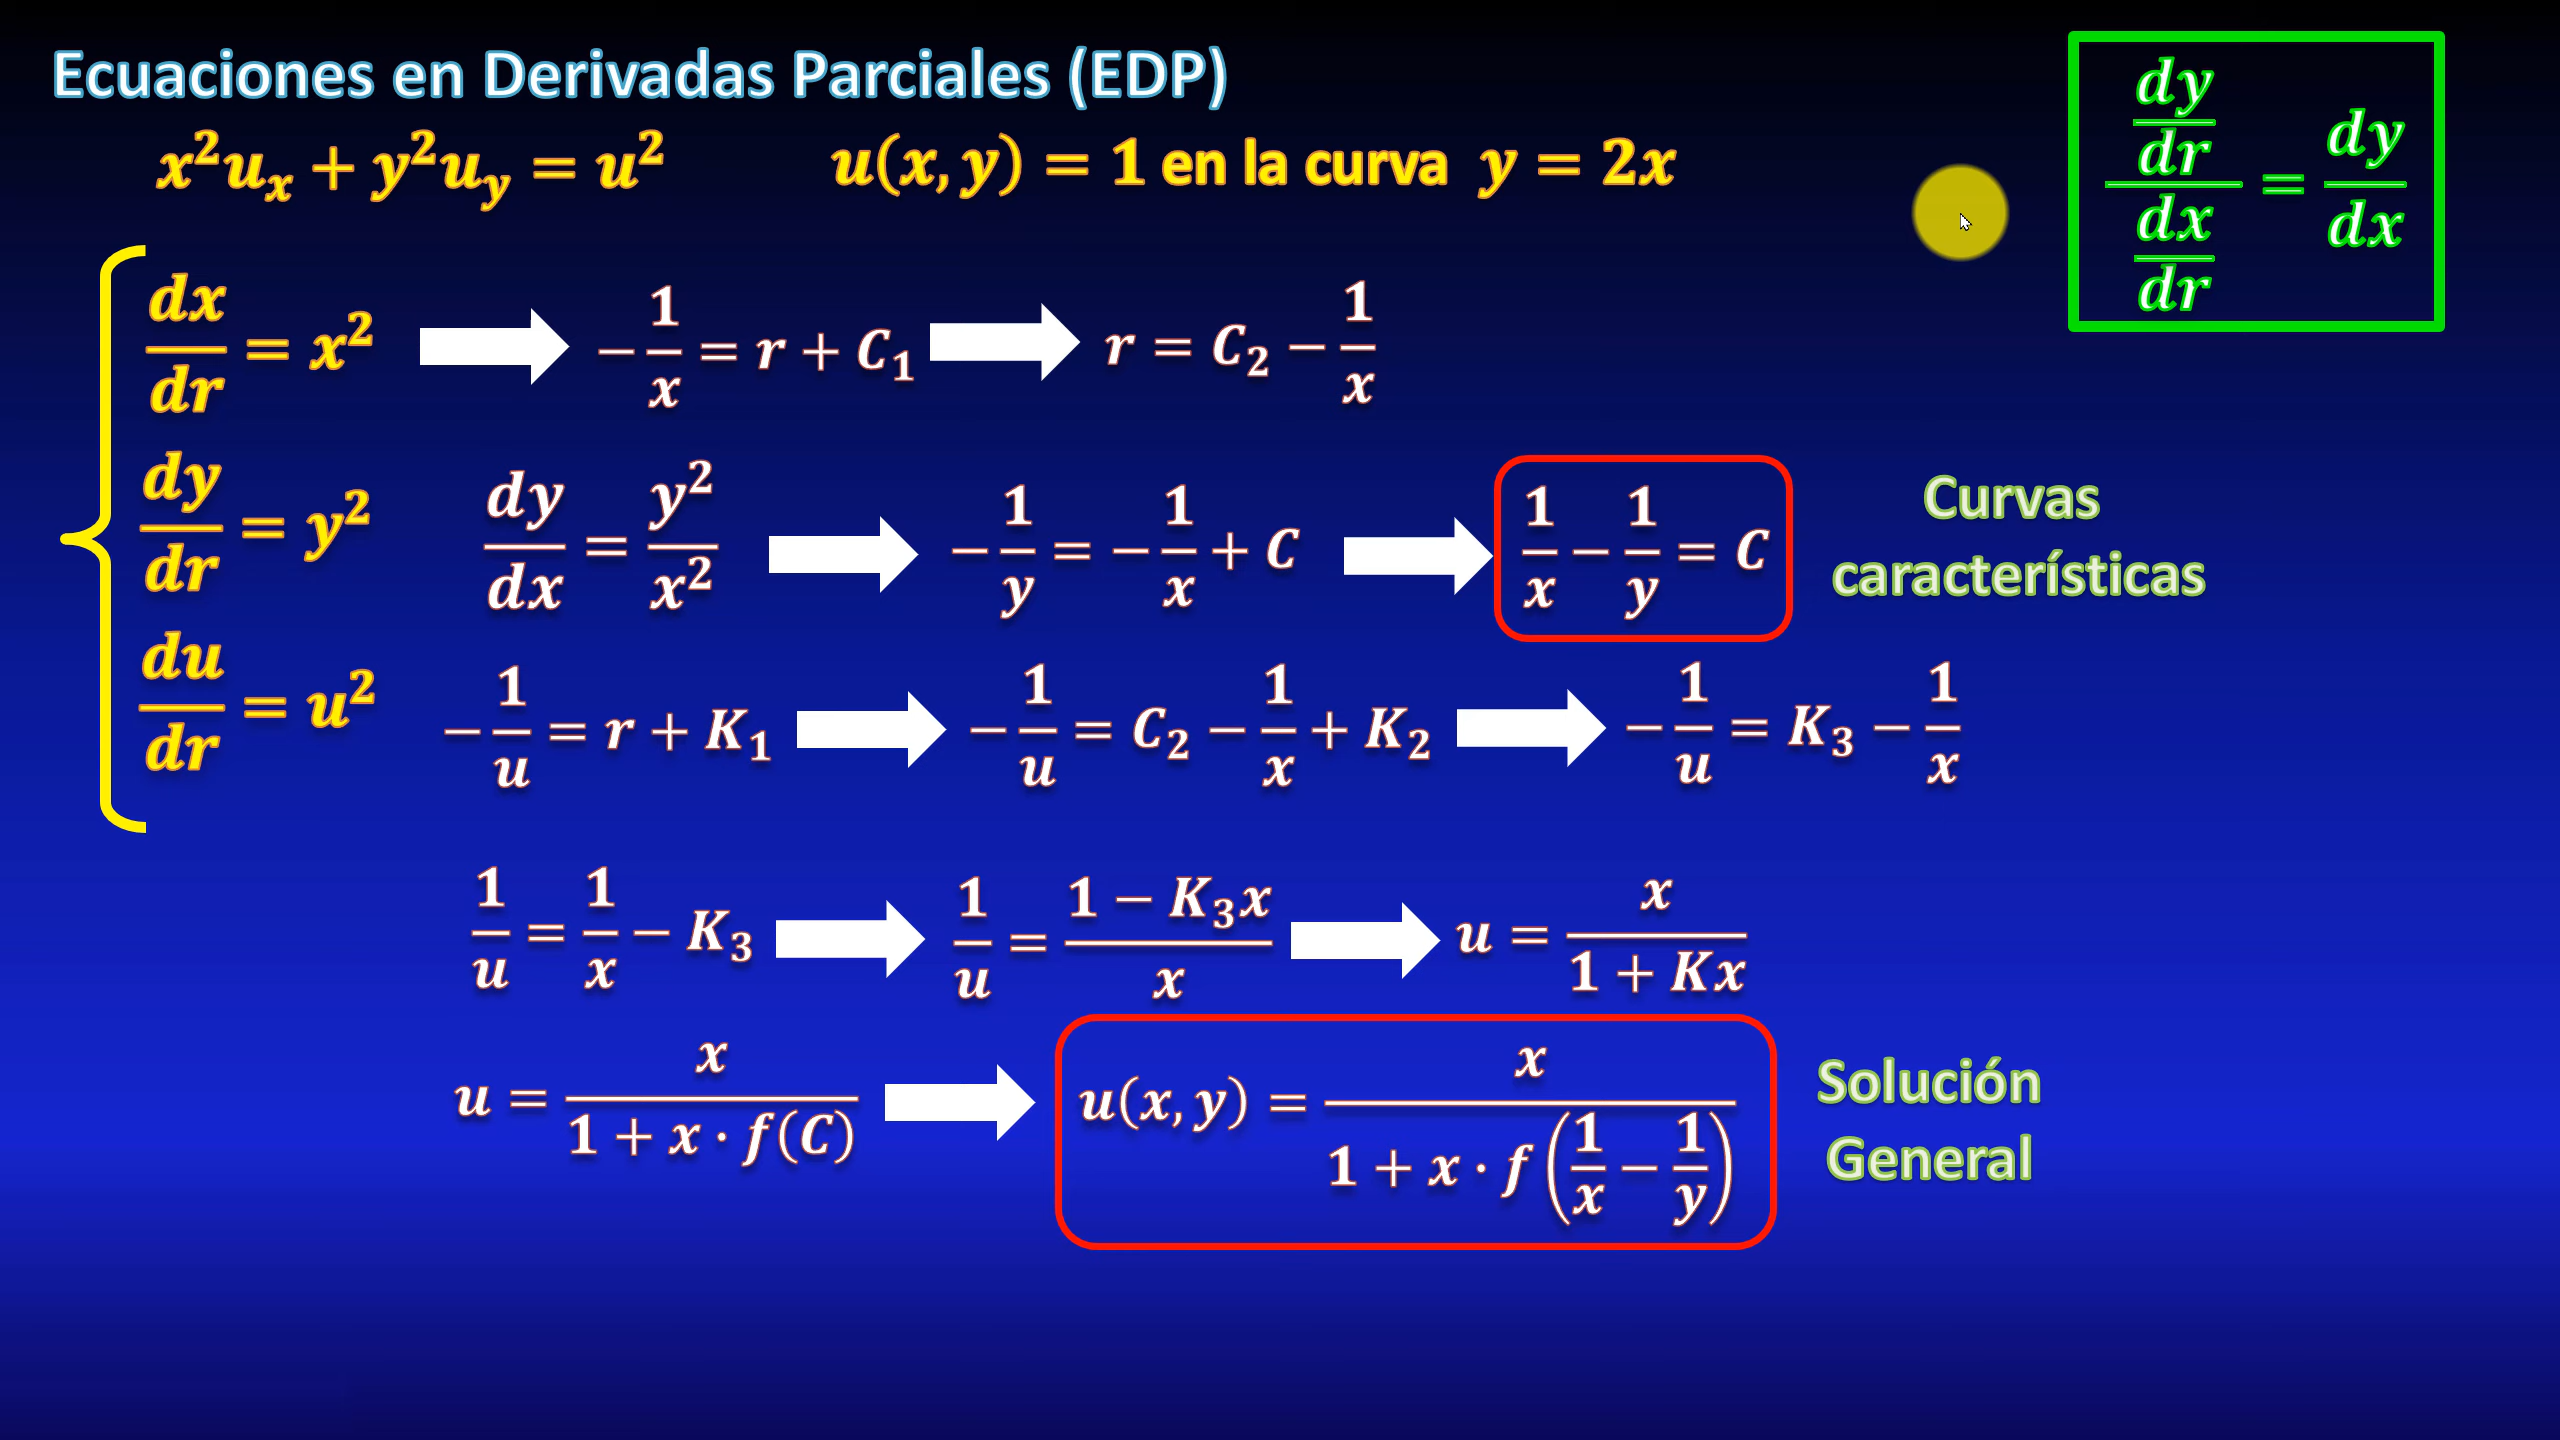 Ecuaciones en Derivadas Parciales (EDP)
x²uₓ + y²u_y = u²    u(x, y) = 1 en la curva y = 2x
(dy/dr)/(dx/dr) = dy/dx
dx/dr = x²    −1/x = r + C₁    r = C₂ − 1/x
dy/dr = y²    dy/dx = y²/x²    −1/y = −1/x + C    1/x − 1/y = C    Curvas
características
du/dr = u²    −1/u = r + K₁    −1/u = C₂ − 1/x + K₂    −1/u = K₃ − 1/x
1/u = 1/x − K₃    1/u = (1 − K₃x)/x    u = x/(1 + Kx)
u = x/(1 + x · f(C))    u(x, y) = x/(1 + x · f(1/x − 1/y))    Solución
General